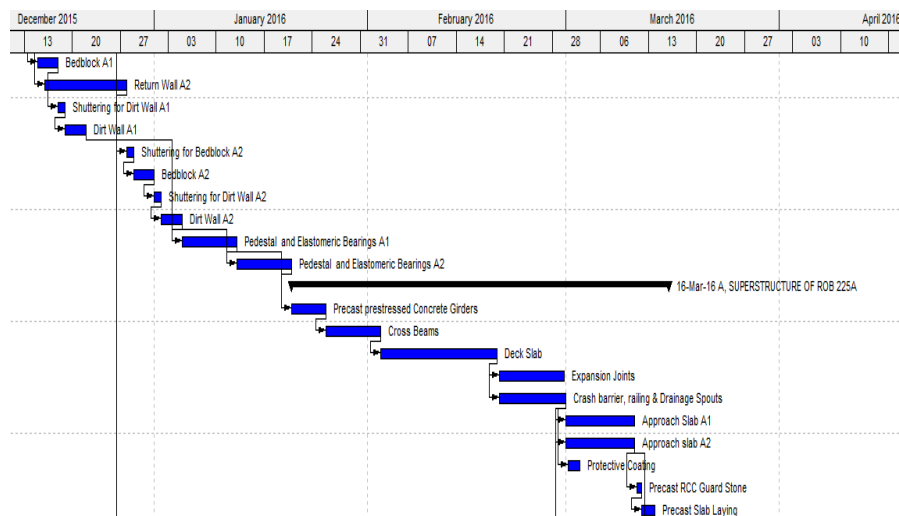 December 2015 January 2016 February 2016 March 2016 April 2016
13 20 27 03 10 17 24 31 07 14 21 28 06 13 20 27 03 10
Bedblock A1
Return Wall A2
Shuttering for Dirt Wall A1
Dirt Wall A1
Shuttering for Bedblock A2
Bedblock A2
Shuttering for Dirt Wall A2
Dirt Wall A2
Pedestal and Elastomeric Bearings A1
Pedestal and Elastomeric Bearings A2
16-Mar-16 A, SUPERSTRUCTURE OF ROB 225A
Precast prestressed Concrete Girders
Cross Beams
Deck Slab
Expansion Joints
Crash barrier, railing & Drainage Spouts
Approach Slab A1
Approach slab A2
Protective Coating
Precast RCC Guard Stone
Precast Slab Laying